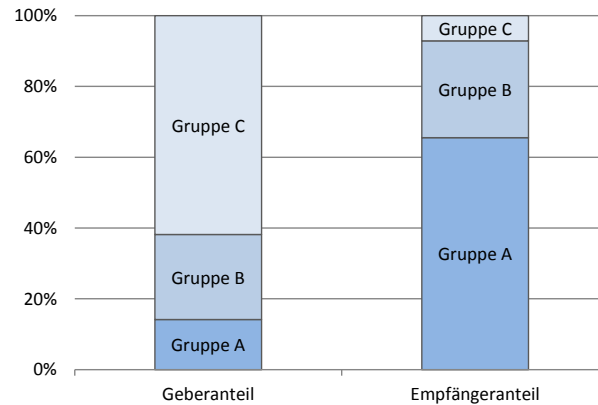 100%
80%
60%
40%
20%
0%
Gruppe C
Gruppe B
Gruppe A
Gruppe C
Gruppe B
Gruppe A
Geberanteil
Empfängeranteil